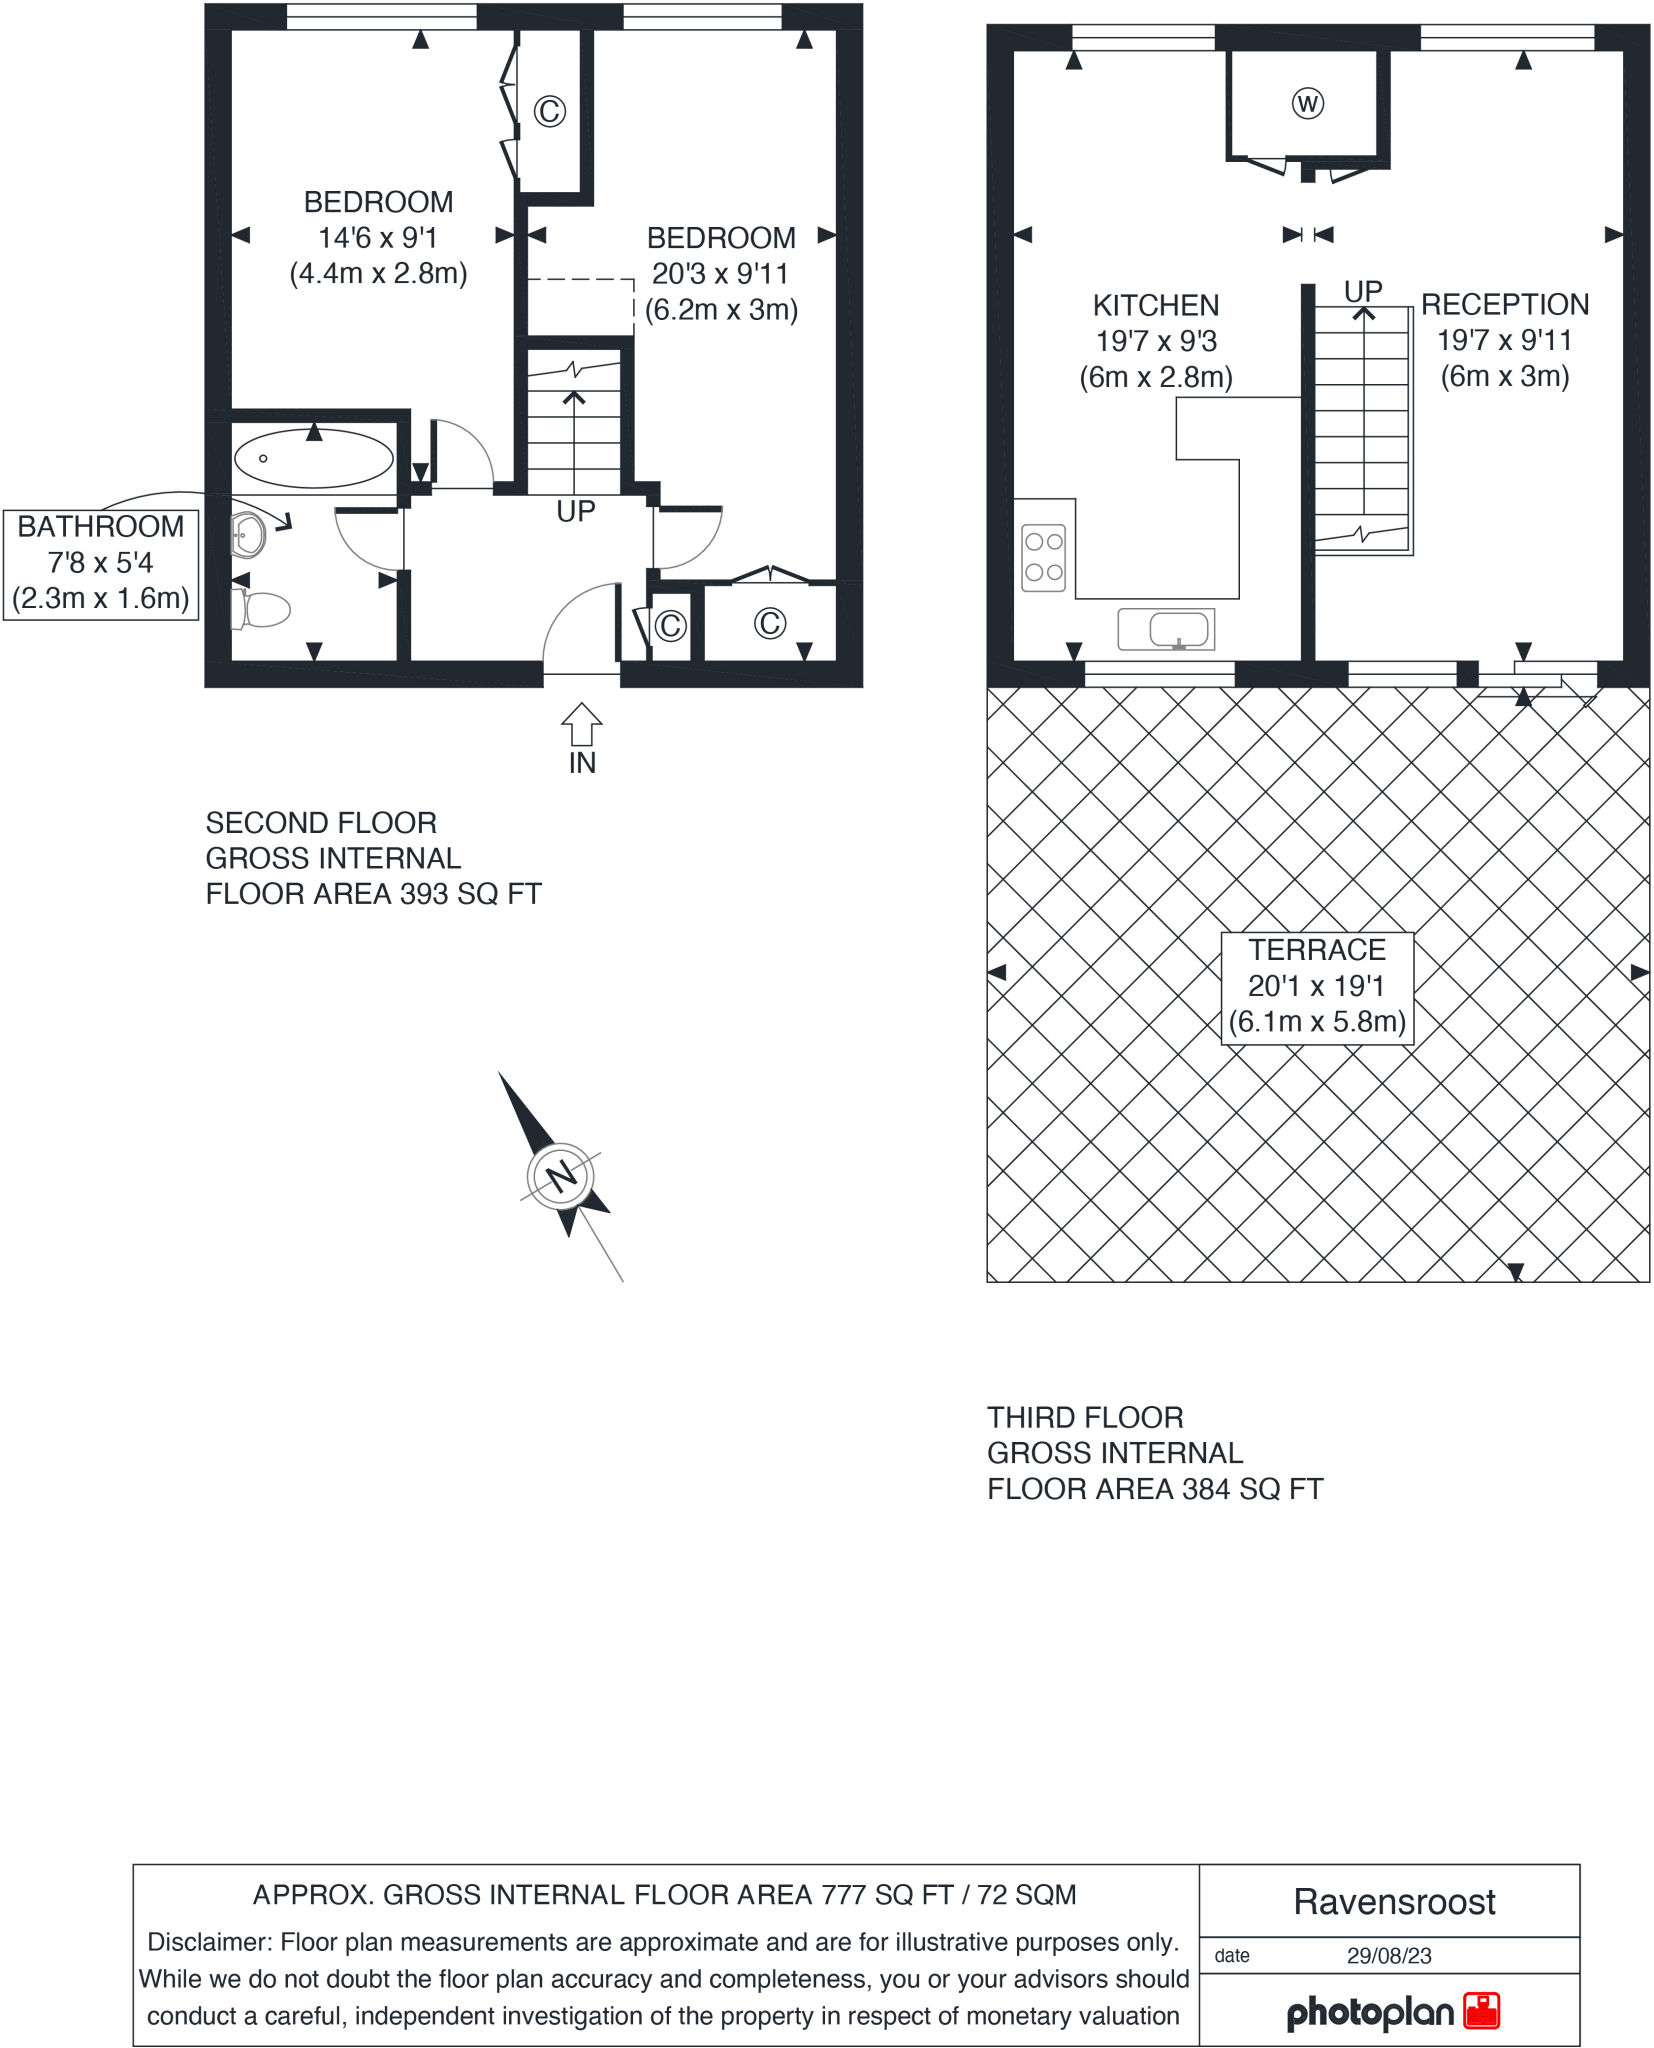 BEDROOM
14'6 x 9'1
(4.4m x 2.8m)
C
BEDROOM
20'3 x 9'11
(6.2m x 3m)
UP
BATHROOM
7'8 x 5'4
(2.3m x 1.6m)
C
C
IN
SECOND FLOOR
GROSS INTERNAL
FLOOR AREA 393 SQ FT
W
KITCHEN
19'7 x 9'3
(6m x 2.8m)
UP
RECEPTION
19'7 x 9'11
(6m x 3m)
TERRACE
20'1 x 19'1
(6.1m x 5.8m)
N
THIRD FLOOR
GROSS INTERNAL
FLOOR AREA 384 SQ FT
APPROX. GROSS INTERNAL FLOOR AREA 777 SQ FT / 72 SQM
Disclaimer: Floor plan measurements are approximate and are for illustrative purposes only.
While we do not doubt the floor plan accuracy and completeness, you or your advisors should
conduct a careful, independent investigation of the property in respect of monetary valuation
Ravensroost
date 29/08/23
photoplan